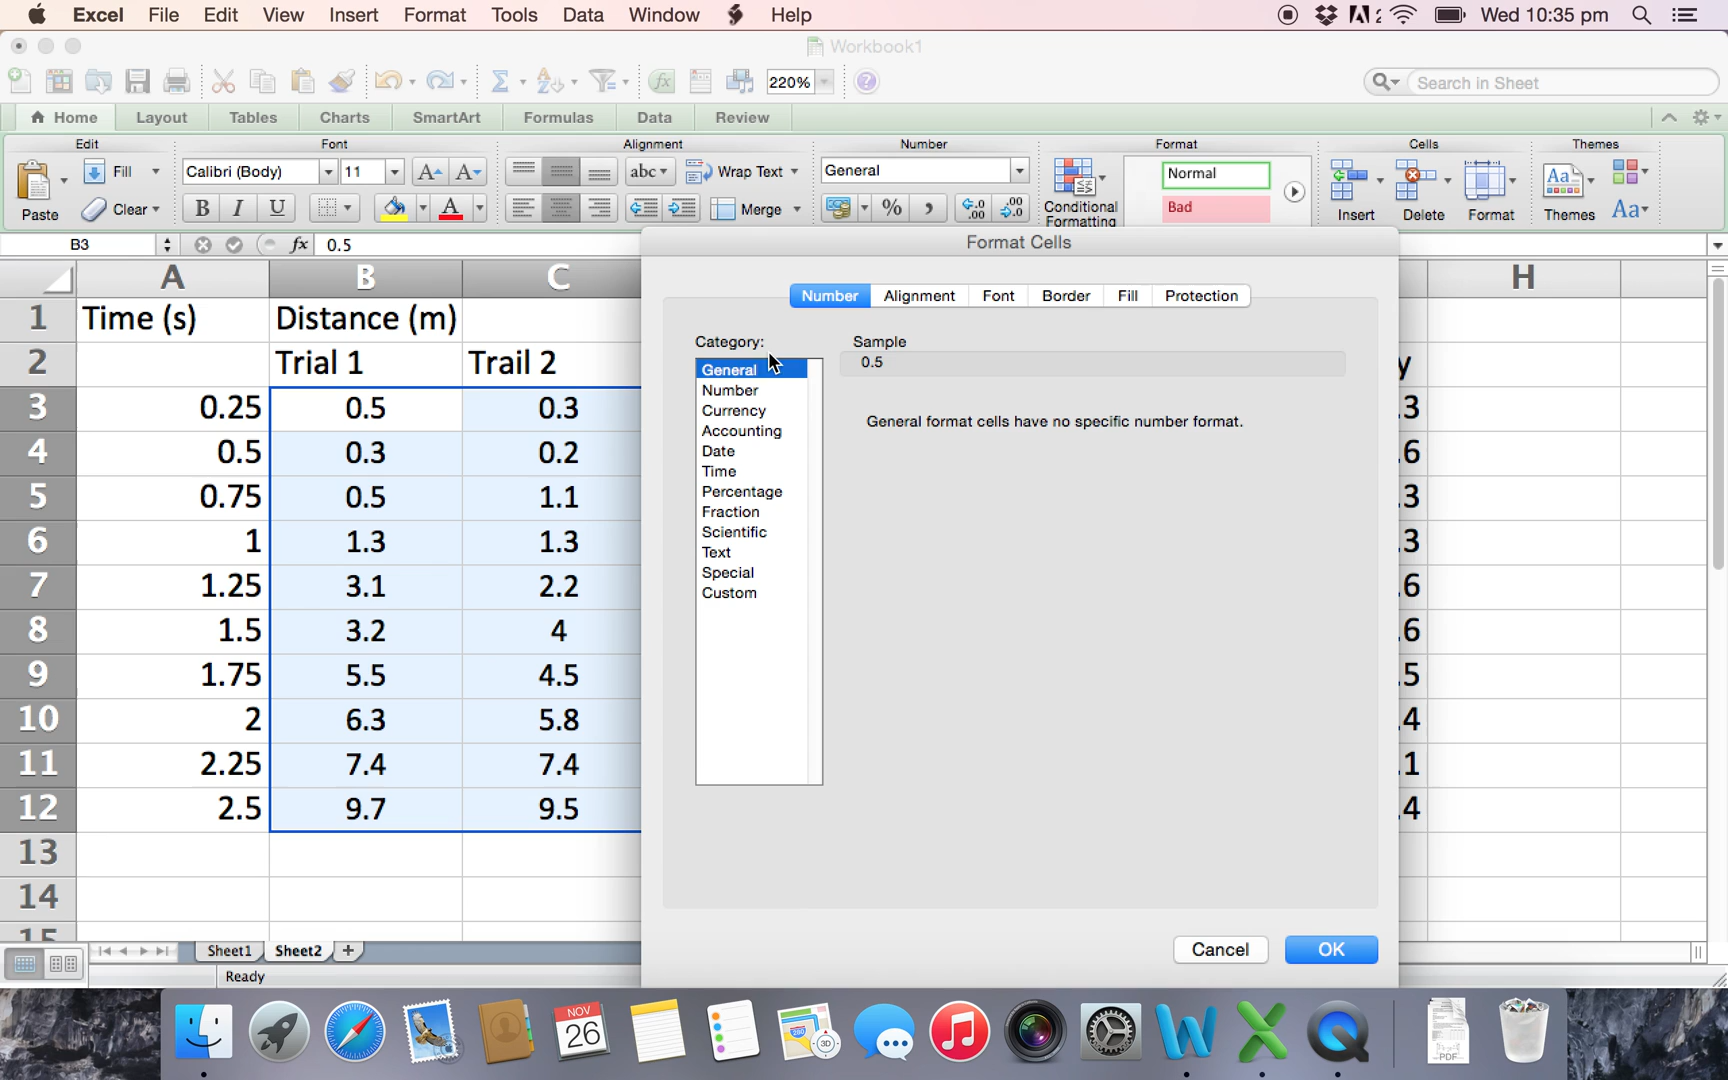 Excel File Edit View Insert Format Tools Data Window Help 2 Wed 10:35 pm
Workbook1
220% Search in Sheet
Home Layout Tables Charts SmartArt Formulas Data Review
Edit Font Alignment Number Format Cells Themes
Fill Calibri (Body) 11 A A abc Wrap Text General Normal
Paste Clear B I U A Merge % , .00 .00 Conditional Formatting Bad Insert Delete Format Themes Aa
B3 fx 0.5
Format Cells
A B C H
Number Alignment Font Border Fill Protection
1 Time (s) Distance (m)
Category: Sample
2 Trial 1 Trail 2 y
General 0.5
Number
3 0.25 0.5 0.3 .3
Currency General format cells have no specific number format.
Accounting
4 0.5 0.3 0.2 .6
Date
Time
5 0.75 0.5 1.1 .3
Percentage
Fraction
6 1 1.3 1.3 .3
Scientific
Text
7 1.25 3.1 2.2 .6
Special
Custom
8 1.5 3.2 4 .6
9 1.75 5.5 4.5 .5
10 2 6.3 5.8 .4
11 2.25 7.4 7.4 .1
12 2.5 9.7 9.5 .4
13
14
15
Cancel OK
Sheet1 Sheet2 +
Ready
NOV
26
280
3D
PDF